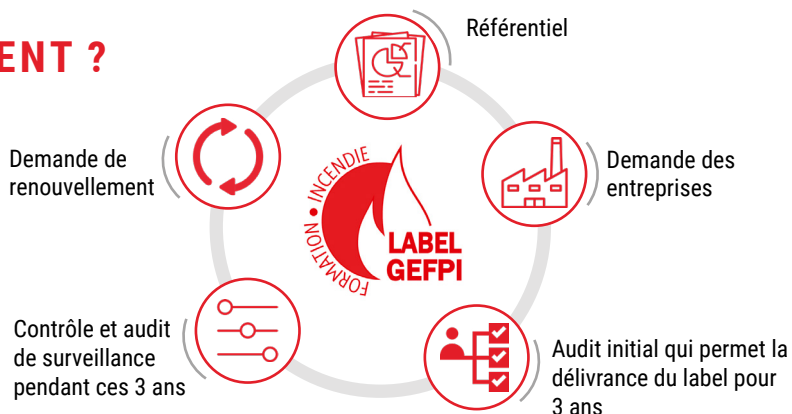 ENT ?
Référentiel
Demande des
entreprises
Audit initial qui permet la
délivrance du label pour
3 ans
Contrôle et audit
de surveillance
pendant ces 3 ans
Demande de
renouvellement
FORMATION • INCENDIE
LABEL
GEFPI